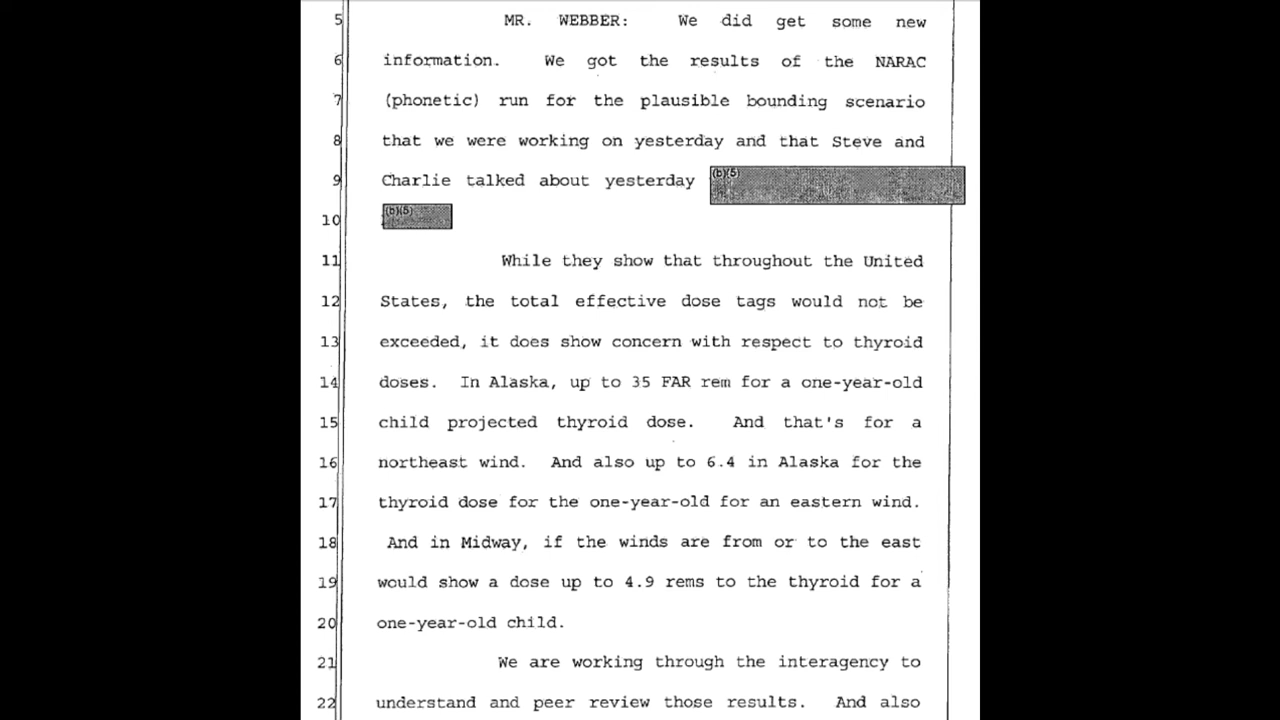 5 MR. WEBBER: We did get some new
6 information. We got the results of the NARAC
7 (phonetic) run for the plausible bounding scenario
8 that we were working on yesterday and that Steve and
9 Charlie talked about yesterday (b)(5)
10 (b)(5)
11 While they show that throughout the United
12 States, the total effective dose tags would not be
13 exceeded, it does show concern with respect to thyroid
14 doses. In Alaska, up to 35 FAR rem for a one-year-old
15 child projected thyroid dose. And that's for a
16 northeast wind. And also up to 6.4 in Alaska for the
17 thyroid dose for the one-year-old for an eastern wind.
18 And in Midway, if the winds are from or to the east
19 would show a dose up to 4.9 rems to the thyroid for a
20 one-year-old child.
21 We are working through the interagency to
22 understand and peer review those results. And also